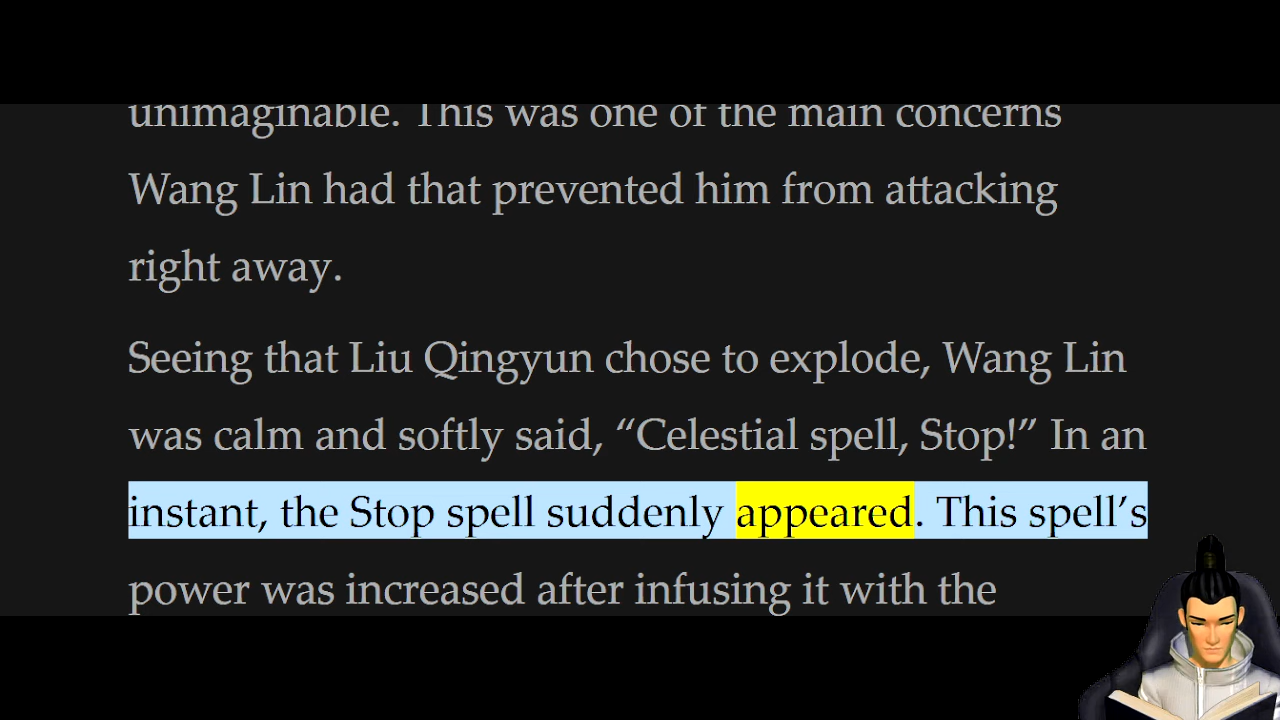 unimaginable. This was one of the main concerns
Wang Lin had that prevented him from attacking
right away.
Seeing that Liu Qingyun chose to explode, Wang Lin
was calm and softly said, “Celestial spell, Stop!” In an
instant, the Stop spell suddenly appeared. This spell’s
power was increased after infusing it with the